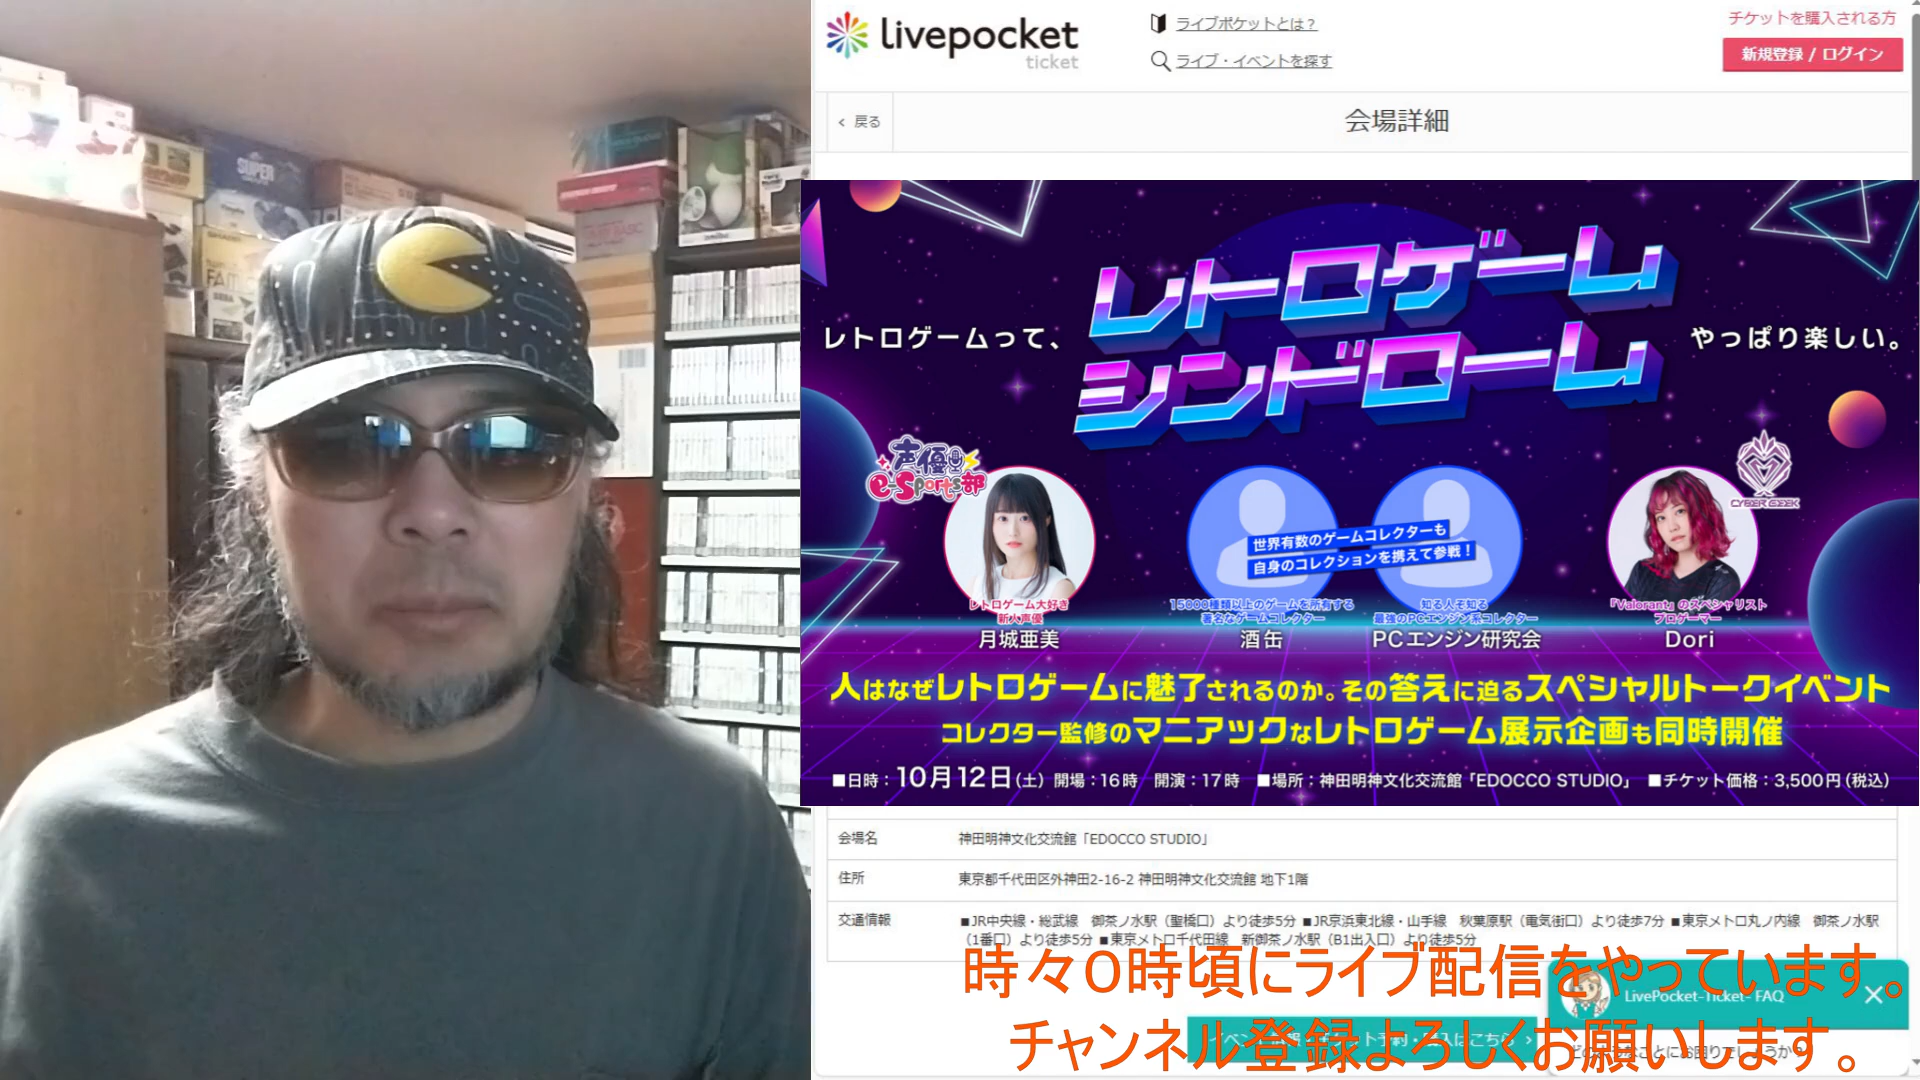 livepocket
ticket
ライブポケットとは？
ライブ・イベントを探す
チケットを購入される方
新規登録 / ログイン
< 戻る
会場詳細
SUPER
レトロゲームって、
レトロゲーム
シンドローム
やっぱり楽しい。
声優
e-Sports部
CYBER GEEK
世界有数のゲームコレクターも
自身のコレクションを携えて参戦！
レトロゲーム大好き
新人声優
月城亜美
15000種類以上のゲームを所有する
著名なゲームコレクター
酒缶
知る人ぞ知る
最強のPCエンジン系コレクター
PCエンジン研究会
『Valorant』のスペシャリスト
プロゲーマー
Dori
人はなぜレトロゲームに魅了されるのか。その答えに迫るスペシャルトークイベント
コレクター監修のマニアックなレトロゲーム展示企画も同時開催
■日時：10月12日（土）開場：16時　開演：17時　■場所：神田明神文化交流館「EDOCCO STUDIO」　■チケット価格：3,500円（税込）
会場名　神田明神文化交流館「EDOCCO STUDIO」
住所　東京都千代田区外神田2-16-2 神田明神文化交流館 地下1階
交通情報　■JR中央線・総武線　御茶ノ水駅（聖橋口）より徒歩5分 ■JR京浜東北線・山手線　秋葉原駅（電気街口）より徒歩7分 ■東京メトロ丸ノ内線　御茶ノ水駅
（1番口）より徒歩5分 ■東京メトロ千代田線　新御茶ノ水駅（B1出入口）より徒歩5分
時々０時頃にライブ配信をやっています。
チャンネル登録よろしくお願いします。
LivePocket-Ticket- FAQ